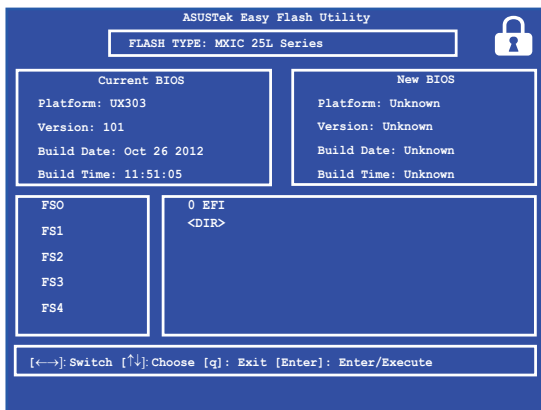 ASUSTek Easy Flash Utility
FLASH TYPE: MXIC 25L Series
Current BIOS
Platform: UX303
Version: 101
Build Date: Oct 26 2012
Build Time: 11:51:05
New BIOS
Platform: Unknown
Version: Unknown
Build Date: Unknown
Build Time: Unknown
FSO
FS1
FS2
FS3
FS4
0 EFI
<DIR>
[←→]: Switch [↑↓]: Choose [q]: Exit [Enter]: Enter/Execute